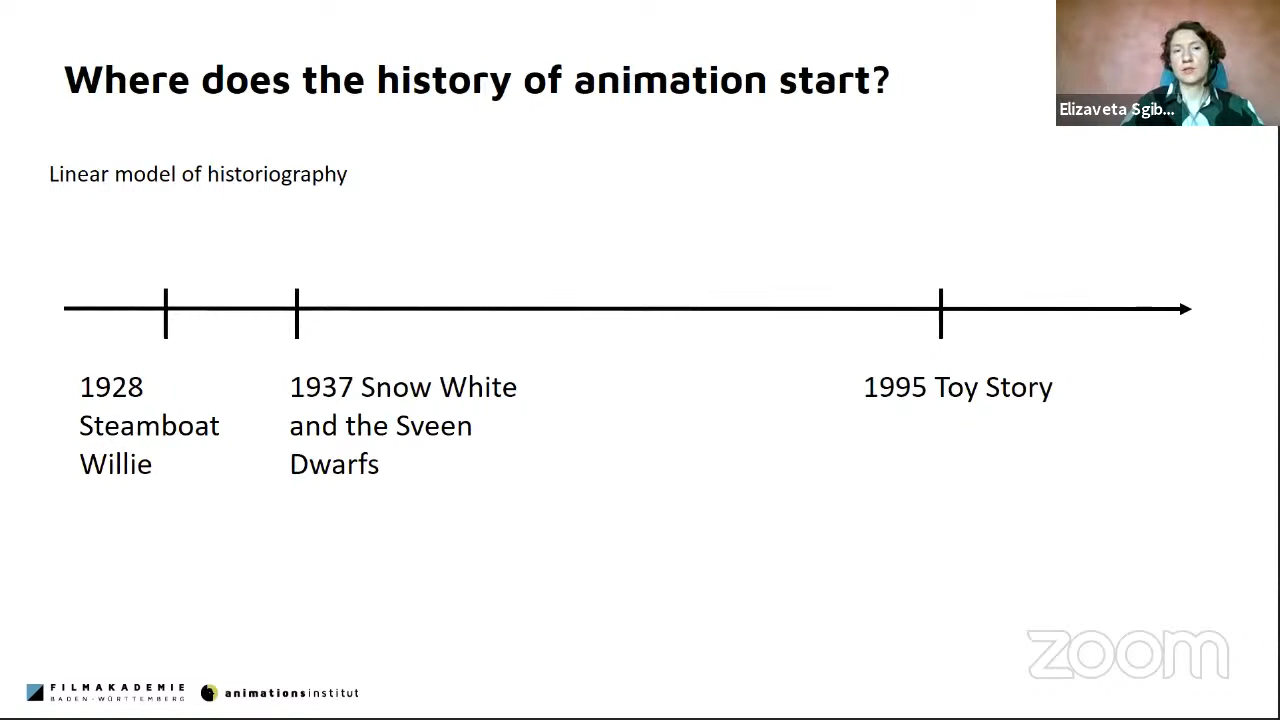 Where does the history of animation start?
Elizaveta Sgib...
Linear model of historiography
1928
Steamboat
Willie
1937 Snow White
and the Sveen
Dwarfs
1995 Toy Story
zoom
FILMAKADEMIE
BADEN-WÜRTTEMBERG
animationsinstitut